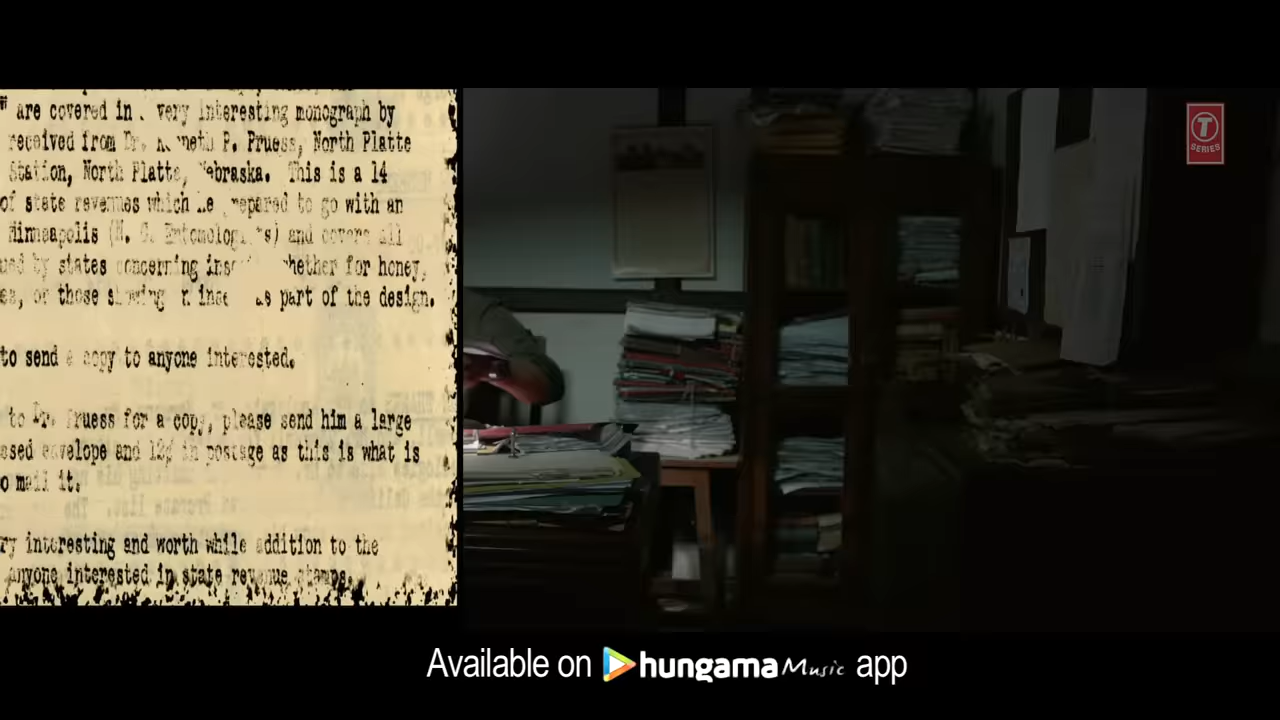 are covered in very interesting monograph by
received from Dr. P. Pruess, North Platte
Station, North Platte, Nebraska. This is a 14
of state revenues which he prepared to go with an
Minneapolis (N. C. Entomologists) and covers all
by states concerning whether for honey,
or those showing part of the design.
to send a copy to anyone interested.
to Dr. Pruess for a copy, please send him a large
envelope and 12¢ in postage as this is what is
mail it.
interesting and worth while addition to the
anyone interested in state revenue stamps.
T
SERIES
Available on hungama Music app